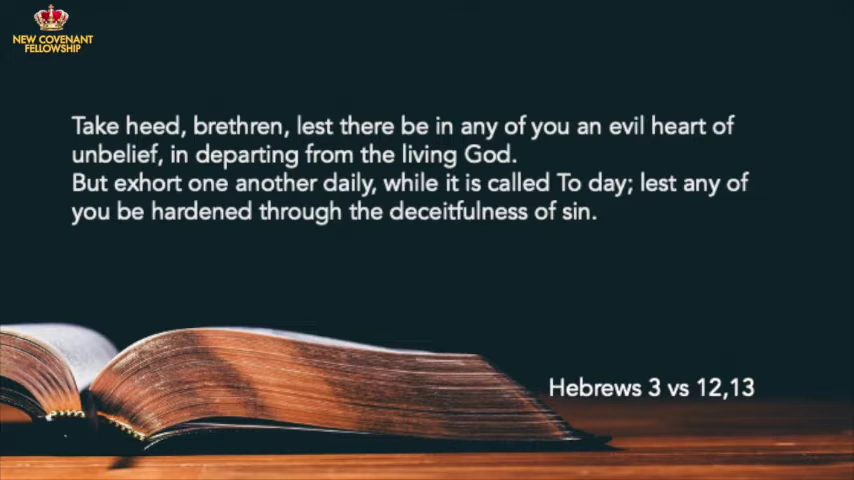 NEW COVENANT
FELLOWSHIP
Take heed, brethren, lest there be in any of you an evil heart of
unbelief, in departing from the living God.
But exhort one another daily, while it is called To day; lest any of
you be hardened through the deceitfulness of sin.
Hebrews 3 vs 12,13